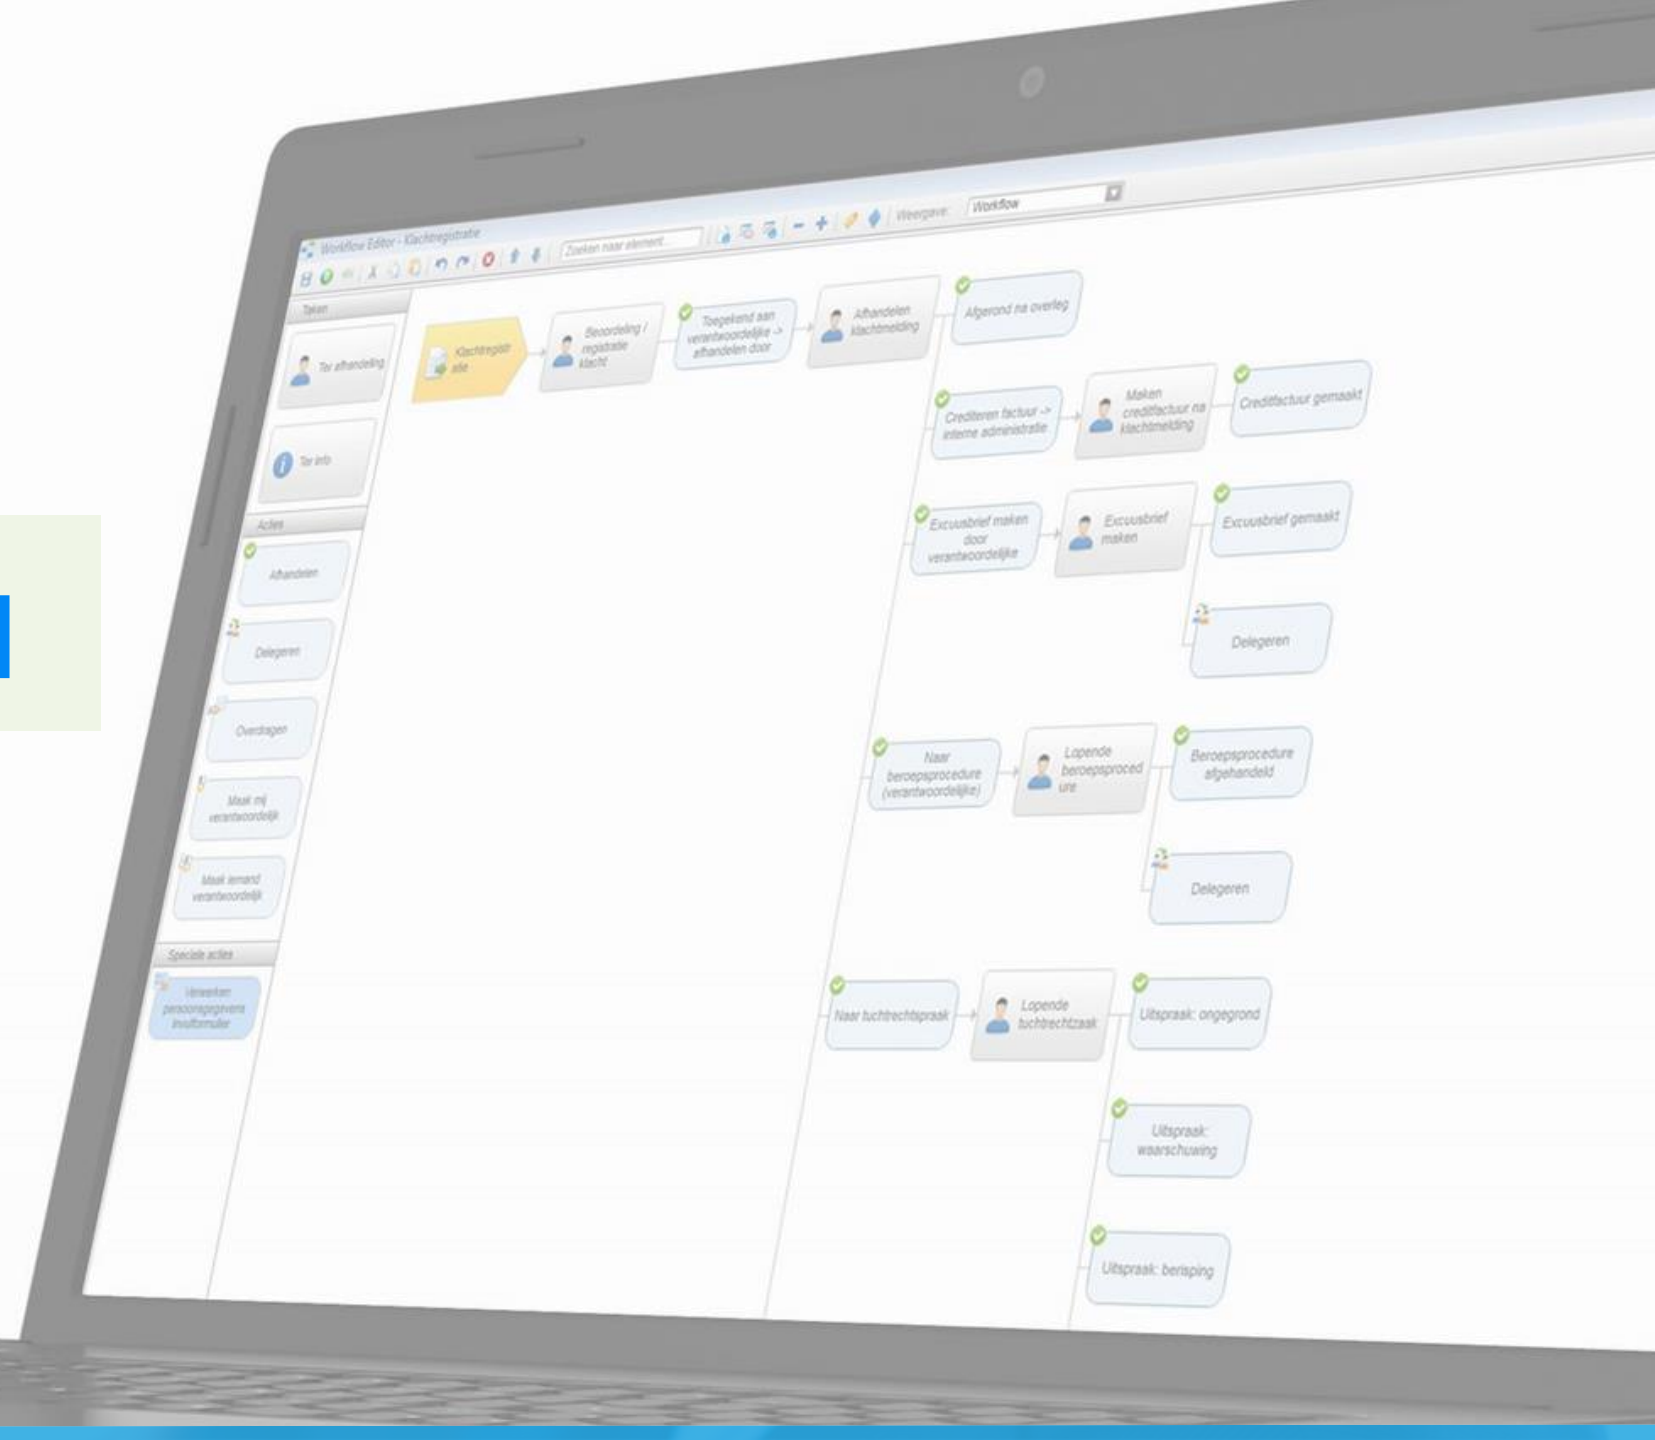 Workflow Editor - Klachtregistratie
Zoeken naar element...
Weergave:
Workflow
Taken
Ter afhandeling
Ter info
Acties
Afhandelen
Delegeren
Overdragen
Maak mij
verantwoordelijk
Maak iemand
verantwoordelijk
Speciale acties
Verwerken
persoonsgegevens
invulformulier
Klachtregistr
atie
Beoordeling /
registratie
klacht
Toegekend aan
verantwoordelijke ->
afhandelen door
Afhandelen
klachtmelding
Afgerond na overleg
Crediteren factuur ->
interne administratie
Maken
creditfactuur na
klachtmelding
Creditfactuur gemaakt
Excuusbrief maken
door
verantwoordelijke
Excuusbrief
maken
Excuusbrief gemaakt
Delegeren
Naar
beroepsprocedure
(verantwoordelijke)
Lopende
beroepsproced
ure
Beroepsprocedure
afgehandeld
Delegeren
Naar tuchtrechtspraak
Lopende
tuchtrechtzaak
Uitspraak: ongegrond
Uitspraak:
waarschuwing
Uitspraak: berisping